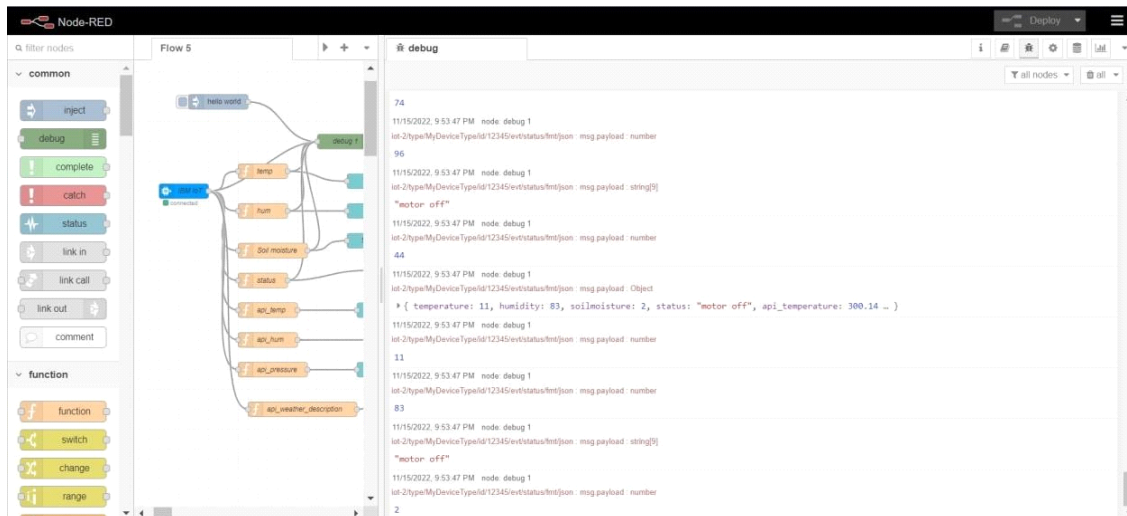 Node-RED
Deploy
filter nodes
Flow 5
debug
i
all nodes
all
common
inject
debug
complete
catch
status
link in
link call
link out
comment
function
function
switch
change
range
hello world
debug 1
IBM IoT
connected
temp
hum
Soil moisture
status
api_temp
api_hum
api_pressure
api_weather_description
74
11/15/2022, 9:53:47 PM node: debug 1
iot-2/type/MyDeviceType/id/12345/evt/status/fmt/json : msg.payload : number
96
11/15/2022, 9:53:47 PM node: debug 1
iot-2/type/MyDeviceType/id/12345/evt/status/fmt/json : msg.payload : string[9]
"motor off"
11/15/2022, 9:53:47 PM node: debug 1
iot-2/type/MyDeviceType/id/12345/evt/status/fmt/json : msg.payload : number
44
11/15/2022, 9:53:47 PM node: debug 1
iot-2/type/MyDeviceType/id/12345/evt/status/fmt/json : msg.payload : Object
{ temperature: 11, humidity: 83, soilmoisture: 2, status: "motor off", api_temperature: 300.14 … }
11/15/2022, 9:53:47 PM node: debug 1
iot-2/type/MyDeviceType/id/12345/evt/status/fmt/json : msg.payload : number
11
11/15/2022, 9:53:47 PM node: debug 1
iot-2/type/MyDeviceType/id/12345/evt/status/fmt/json : msg.payload : number
83
11/15/2022, 9:53:47 PM node: debug 1
iot-2/type/MyDeviceType/id/12345/evt/status/fmt/json : msg.payload : string[9]
"motor off"
11/15/2022, 9:53:47 PM node: debug 1
iot-2/type/MyDeviceType/id/12345/evt/status/fmt/json : msg.payload : number
2